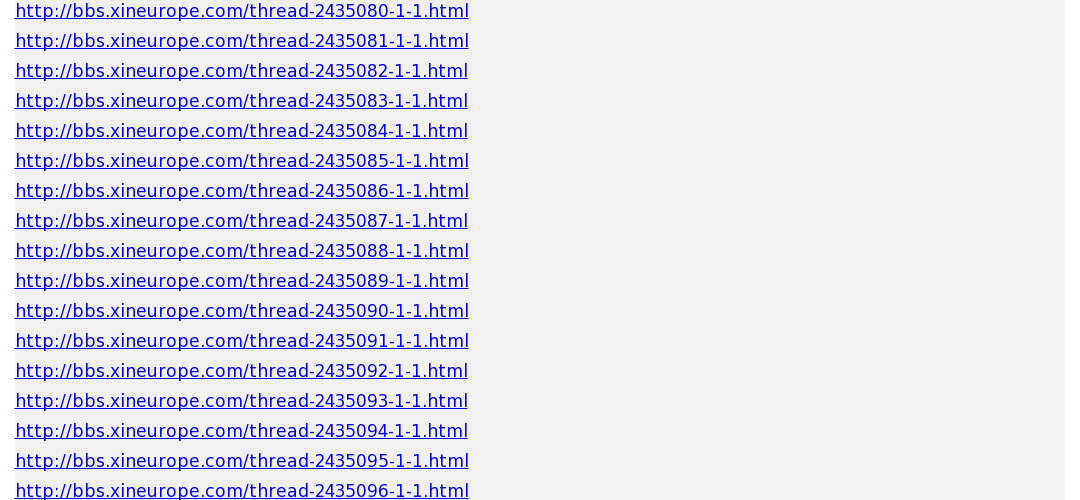 http://bbs.xineurope.com/thread-2435080-1-1.html
http://bbs.xineurope.com/thread-2435081-1-1.html
http://bbs.xineurope.com/thread-2435082-1-1.html
http://bbs.xineurope.com/thread-2435083-1-1.html
http://bbs.xineurope.com/thread-2435084-1-1.html
http://bbs.xineurope.com/thread-2435085-1-1.html
http://bbs.xineurope.com/thread-2435086-1-1.html
http://bbs.xineurope.com/thread-2435087-1-1.html
http://bbs.xineurope.com/thread-2435088-1-1.html
http://bbs.xineurope.com/thread-2435089-1-1.html
http://bbs.xineurope.com/thread-2435090-1-1.html
http://bbs.xineurope.com/thread-2435091-1-1.html
http://bbs.xineurope.com/thread-2435092-1-1.html
http://bbs.xineurope.com/thread-2435093-1-1.html
http://bbs.xineurope.com/thread-2435094-1-1.html
http://bbs.xineurope.com/thread-2435095-1-1.html
http://bbs.xineurope.com/thread-2435096-1-1.html